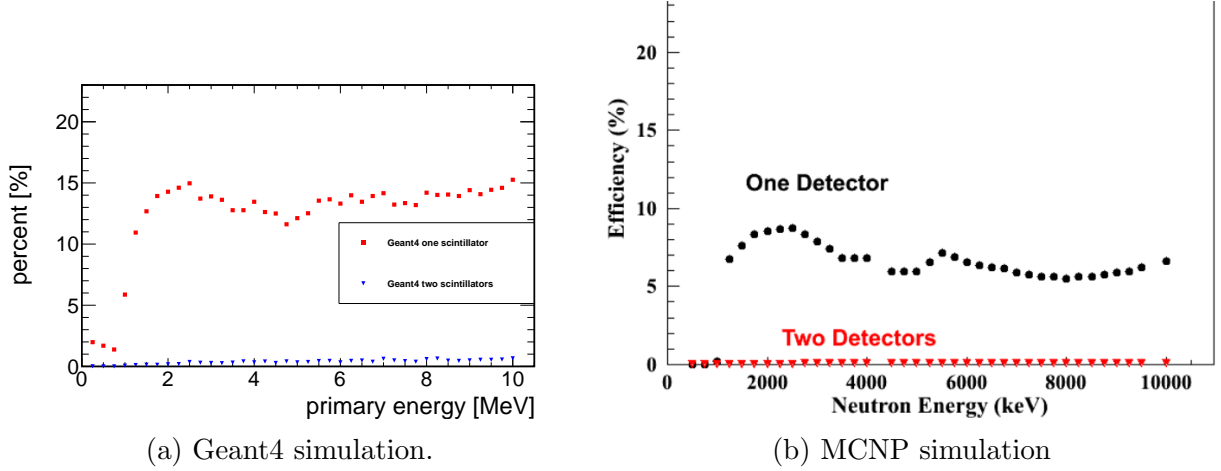 percent [%]
20
15
10
5
0
Geant4 one scintillator
Geant4 two scintillators
0 2 4 6 8 10
primary energy [MeV]
(a) Geant4 simulation.
Efficiency (%)
20
15
10
5
0
One Detector
Two Detectors
0 2000 4000 6000 8000 10000
Neutron Energy (keV)
(b) MCNP simulation